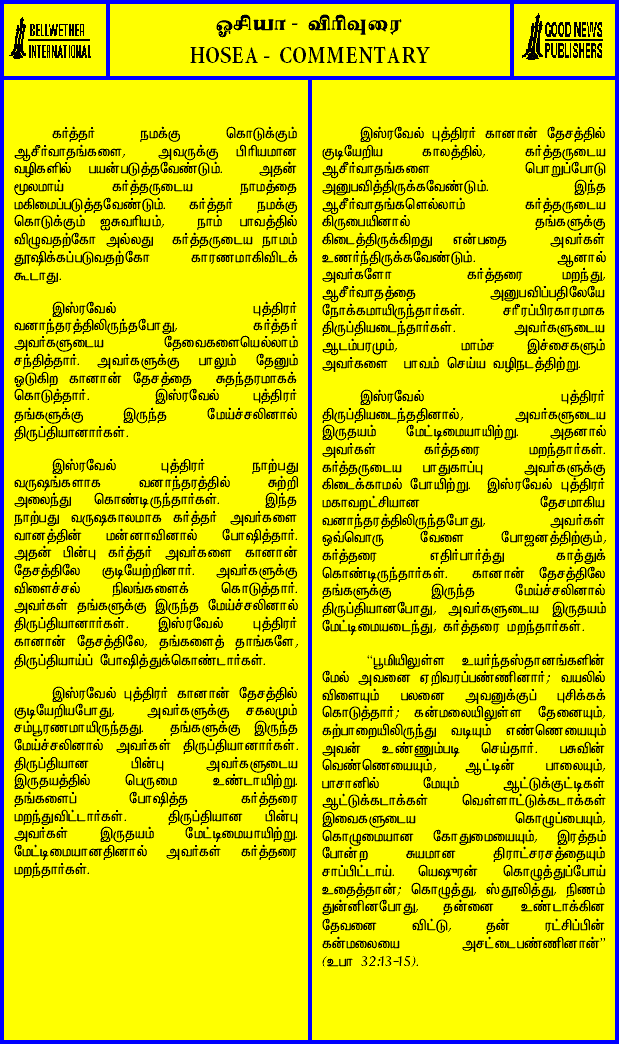 BELLWETHER
INTERNATIONAL
ஓசியா - விரிவுரை
HOSEA - COMMENTARY
GOOD NEWS
PUBLISHERS
கர்த்தர் நமக்கு கொடுக்கும்
ஆசீர்வாதங்களை, அவருக்கு பிரியமான
வழிகளில் பயன்படுத்தவேண்டும். அதன்
மூலமாய் கர்த்தருடைய நாமத்தை
மகிமைப்படுத்தவேண்டும். கர்த்தர் நமக்கு
கொடுக்கும் ஐசுவரியம், நாம் பாவத்தில்
விழுவதற்கோ அல்லது கர்த்தருடைய நாமம்
தூஷிக்கப்படுவதற்கோ காரணமாகிவிடக்
கூடாது.
இஸ்ரவேல் புத்திரர்
வனாந்தரத்திலிருந்தபோது, கர்த்தர்
அவர்களுடைய தேவைகளையெல்லாம்
சந்தித்தார். அவர்களுக்கு பாலும் தேனும்
ஓடுகிற கானான் தேசத்தை சுதந்தரமாகக்
கொடுத்தார். இஸ்ரவேல் புத்திரர்
தங்களுக்கு இருந்த மேய்ச்சலினால்
திருப்தியானார்கள்.
இஸ்ரவேல் புத்திரர் நாற்பது
வருஷங்களாக வனாந்தரத்தில் சுற்றி
அலைந்து கொண்டிருந்தார்கள். இந்த
நாற்பது வருஷகாலமாக கர்த்தர் அவர்களை
வானத்தின் மன்னாவினால் போஷித்தார்.
அதன் பின்பு கர்த்தர் அவர்களை கானான்
தேசத்திலே குடியேற்றினார். அவர்களுக்கு
விளைச்சல் நிலங்களைக் கொடுத்தார்.
அவர்கள் தங்களுக்கு இருந்த மேய்ச்சலினால்
திருப்தியானார்கள். இஸ்ரவேல் புத்திரர்
கானான் தேசத்திலே, தங்களைத் தாங்களே,
திருப்தியாய்ப் போஷித்துக்கொண்டார்கள்.
இஸ்ரவேல் புத்திரர் கானான் தேசத்தில்
குடியேறியபோது, அவர்களுக்கு சகலமும்
சம்பூரணமாயிருந்தது. தங்களுக்கு இருந்த
மேய்ச்சலினால் அவர்கள் திருப்தியானார்கள்.
திருப்தியான பின்பு அவர்களுடைய
இருதயத்தில் பெருமை உண்டாயிற்று.
தங்களைப் போஷித்த கர்த்தரை
மறந்துவிட்டார்கள். திருப்தியான பின்பு
அவர்கள் இருதயம் மேட்டிமையாயிற்று.
மேட்டிமையானதினால் அவர்கள் கர்த்தரை
மறந்தார்கள்.
இஸ்ரவேல் புத்திரர் கானான் தேசத்தில்
குடியேறிய காலத்தில், கர்த்தருடைய
ஆசீர்வாதங்களை பொறுப்போடு
அனுபவித்திருக்கவேண்டும். இந்த
ஆசீர்வாதங்களெல்லாம் கர்த்தருடைய
கிருபையினால் தங்களுக்கு
கிடைத்திருக்கிறது என்பதை அவர்கள்
உணர்ந்திருக்கவேண்டும். ஆனால்
அவர்களோ கர்த்தரை மறந்து,
ஆசீர்வாதத்தை அனுபவிப்பதிலேயே
நோக்கமாயிருந்தார்கள். சரீரப்பிரகாரமாக
திருப்தியடைந்தார்கள். அவர்களுடைய
ஆடம்பரமும், மாம்ச இச்சைகளும்
அவர்களை பாவம் செய்ய வழிநடத்திற்று.
இஸ்ரவேல் புத்திரர்
திருப்தியடைந்ததினால், அவர்களுடைய
இருதயம் மேட்டிமையாயிற்று. அதனால்
அவர்கள் கர்த்தரை மறந்தார்கள்.
கர்த்தருடைய பாதுகாப்பு அவர்களுக்கு
கிடைக்காமல் போயிற்று. இஸ்ரவேல் புத்திரர்
மகாவறட்சியான தேசமாகிய
வனாந்தரத்திலிருந்தபோது, அவர்கள்
ஒவ்வொரு வேளை போஜனத்திற்கும்,
கர்த்தரை எதிர்பார்த்து காத்துக்
கொண்டிருந்தார்கள். கானான் தேசத்திலே
தங்களுக்கு இருந்த மேய்ச்சலினால்
திருப்தியானபோது, அவர்களுடைய இருதயம்
மேட்டிமையடைந்து, கர்த்தரை மறந்தார்கள்.
“பூமியிலுள்ள உயர்ந்தஸ்தானங்களின்
மேல் அவனை ஏறிவரப்பண்ணினார்; வயலில்
விளையும் பலனை அவனுக்குப் புசிக்கக்
கொடுத்தார்; கன்மலையிலுள்ள தேனையும்,
கற்பாறையிலிருந்து வடியும் எண்ணெயையும்
அவன் உண்ணும்படி செய்தார். பசுவின்
வெண்ணெயையும், ஆட்டின் பாலையும்,
பாசானில் மேயும் ஆட்டுக்குட்டிகள்
ஆட்டுக்கடாக்கள் வெள்ளாட்டுக்கடாக்கள்
இவைகளுடைய கொழுப்பையும்,
கொழுமையான கோதுமையையும், இரத்தம்
போன்ற சுயமான திராட்சரசத்தையும்
சாப்பிட்டாய். யெஷுரன் கொழுத்துப்போய்
உதைத்தான்; கொழுத்து, ஸ்தூலித்து, நிணம்
துன்னினபோது, தன்னை உண்டாக்கின
தேவனை விட்டு, தன் ரட்சிப்பின்
கன்மலையை அசட்டைபண்ணினான்”
(உபா 32:13-15).